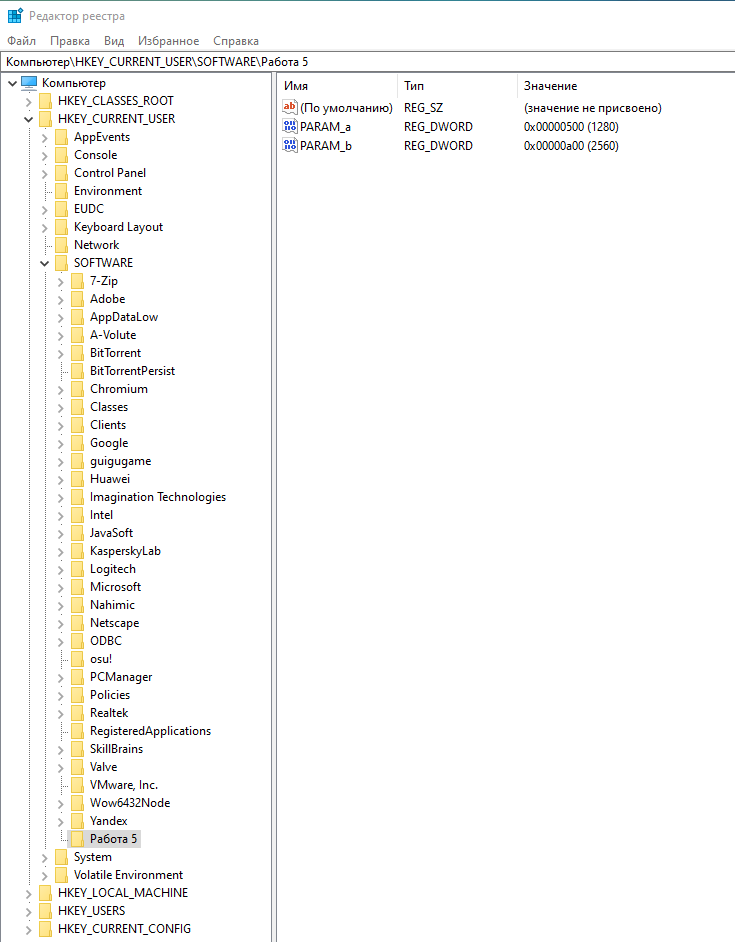 Редактор реестра
Файл Правка Вид Избранное Справка
Компьютер\HKEY_CURRENT_USER\SOFTWARE\Работа 5
Компьютер
HKEY_CLASSES_ROOT
HKEY_CURRENT_USER
AppEvents
Console
Control Panel
Environment
EUDC
Keyboard Layout
Network
SOFTWARE
7-Zip
Adobe
AppDataLow
A-Volute
BitTorrent
BitTorrentPersist
Chromium
Classes
Clients
Google
guigugame
Huawei
Imagination Technologies
Intel
JavaSoft
KasperskyLab
Logitech
Microsoft
Nahimic
Netscape
ODBC
osu!
PCManager
Policies
Realtek
RegisteredApplications
SkillBrains
Valve
VMware, Inc.
Wow6432Node
Yandex
Работа 5
System
Volatile Environment
HKEY_LOCAL_MACHINE
HKEY_USERS
HKEY_CURRENT_CONFIG
Имя Тип Значение
(По умолчанию) REG_SZ (значение не присвоено)
PARAM_a REG_DWORD 0x00000500 (1280)
PARAM_b REG_DWORD 0x00000a00 (2560)